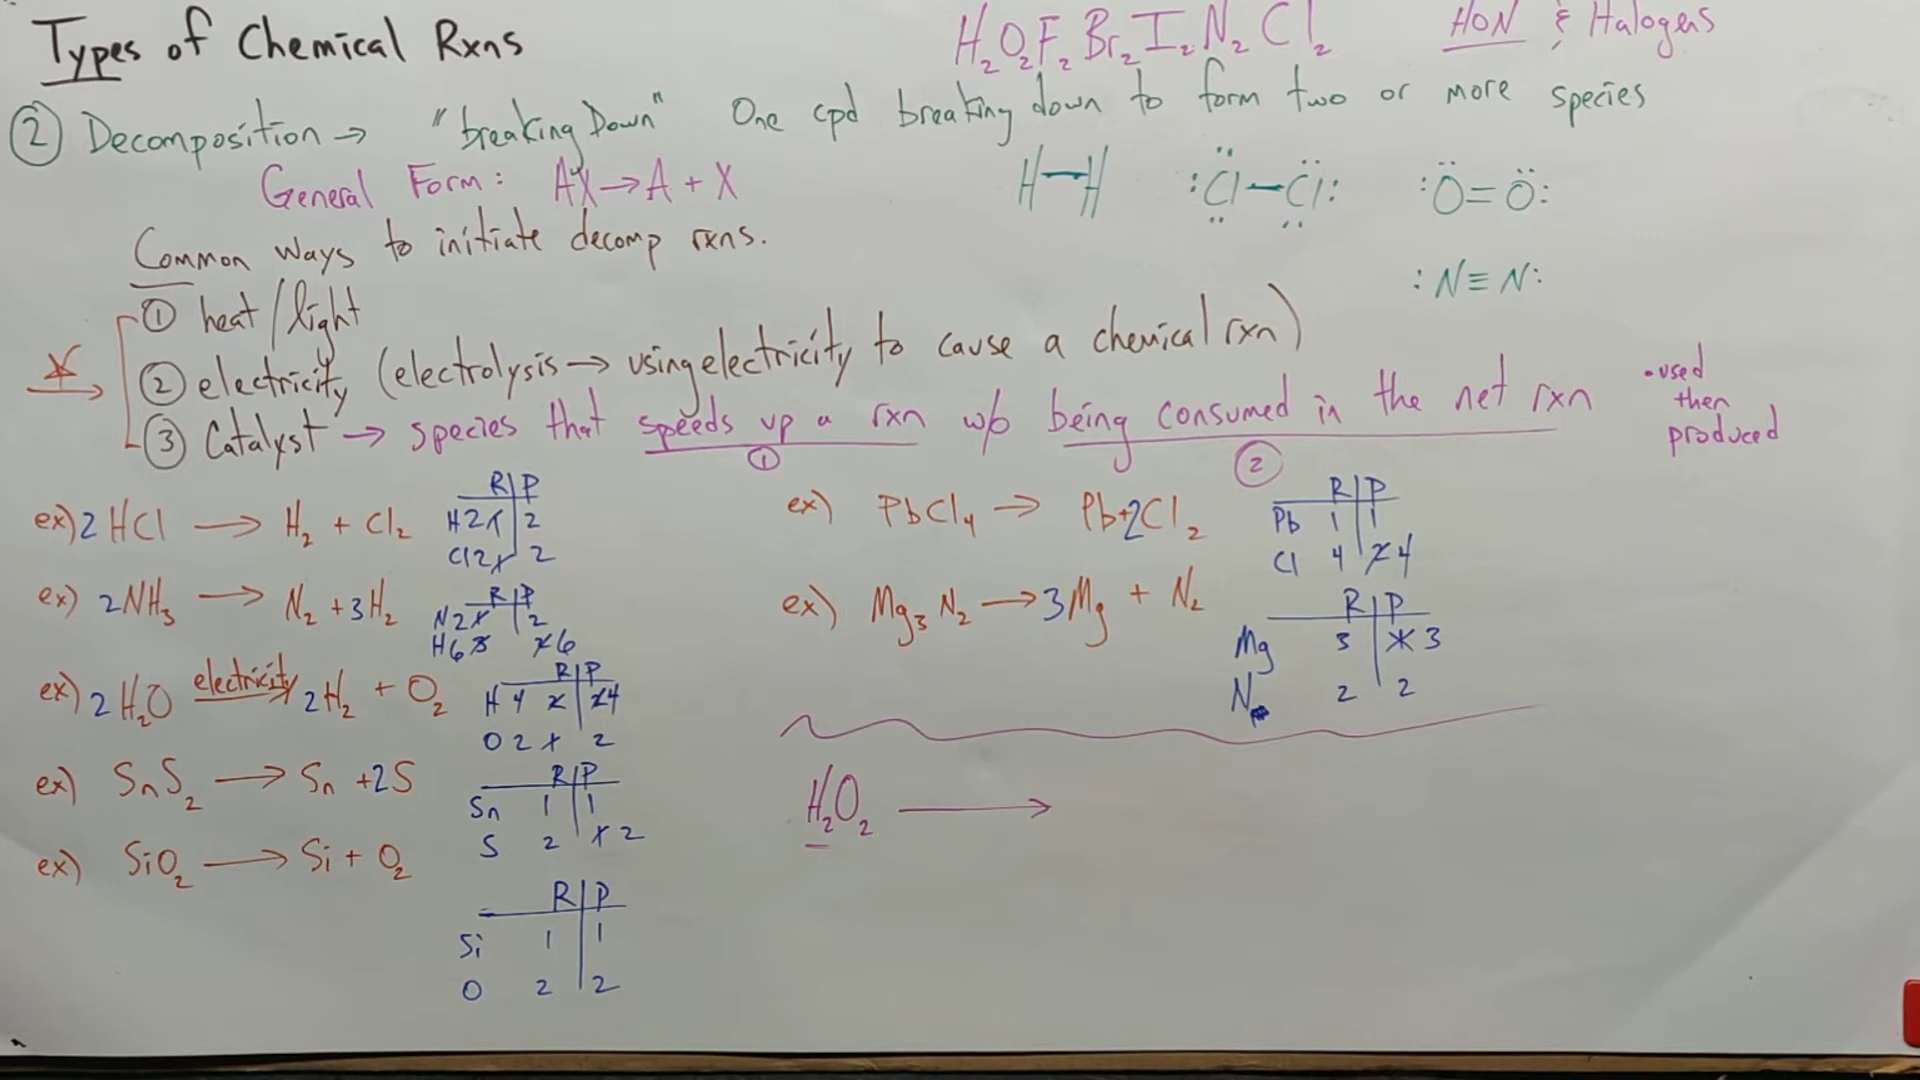 Types of Chemical Rxns
H₂O₂F₂Br₂I₂N₂Cl₂
HON & Halogens
② Decomposition → "breaking Down" One cpd breaking down to form two or more species
General Form: AX → A + X
H-H :Cl-Cl: :O=O:
:N≡N:
Common ways to initiate decomp rxns.
① heat/light
② electricity (electrolysis → using electricity to cause a chemical rxn)
③ Catalyst → species that speeds up a rxn w/o being consumed in the net rxn
① ②
• used
then
produced
ex) 2HCl → H₂ + Cl₂
R P
H 2 1 2
Cl 2 1 2
ex) 2NH₃ → N₂ + 3H₂
R P
N 2 1 2
H 6 3 2 6
ex) 2H₂O electricity → 2H₂ + O₂
R P
H 4 2 2 4
O 2 1 2
ex) SnS₂ → Sn + 2S
R P
Sn 1 1
S 2 1 2
ex) SiO₂ → Si + O₂
R P
Si 1 1
O 2 2
ex) PbCl₄ → Pb + 2Cl₂
R P
Pb 1 1
Cl 4 2 4
ex) Mg₃N₂ → 3Mg + N₂
R P
Mg 3 1 3
N 2 2
H₂O₂ →